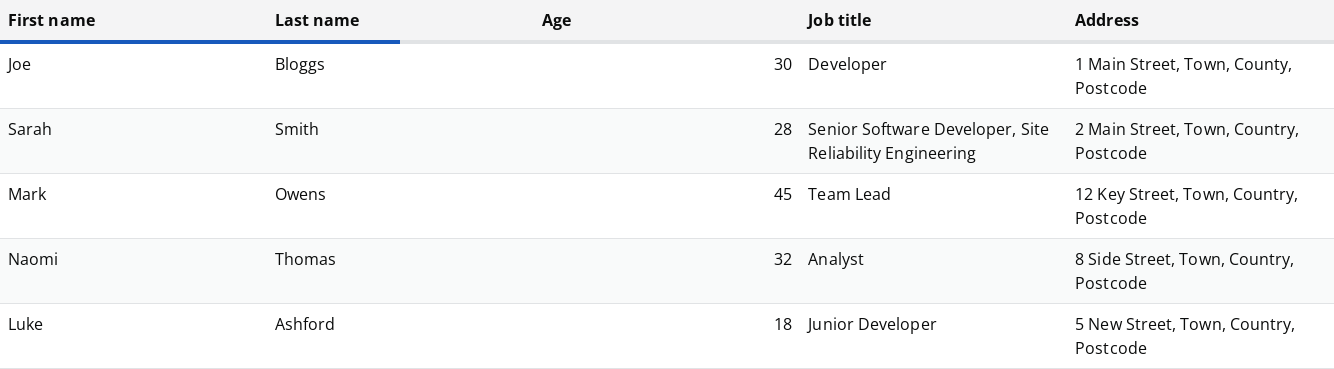 First name Last name Age Job title Address
Joe Bloggs 30 Developer 1 Main Street, Town, County,
Postcode
Sarah Smith 28 Senior Software Developer, Site 2 Main Street, Town, Country,
Reliability Engineering Postcode
Mark Owens 45 Team Lead 12 Key Street, Town, Country,
Postcode
Naomi Thomas 32 Analyst 8 Side Street, Town, Country,
Postcode
Luke Ashford 18 Junior Developer 5 New Street, Town, Country,
Postcode